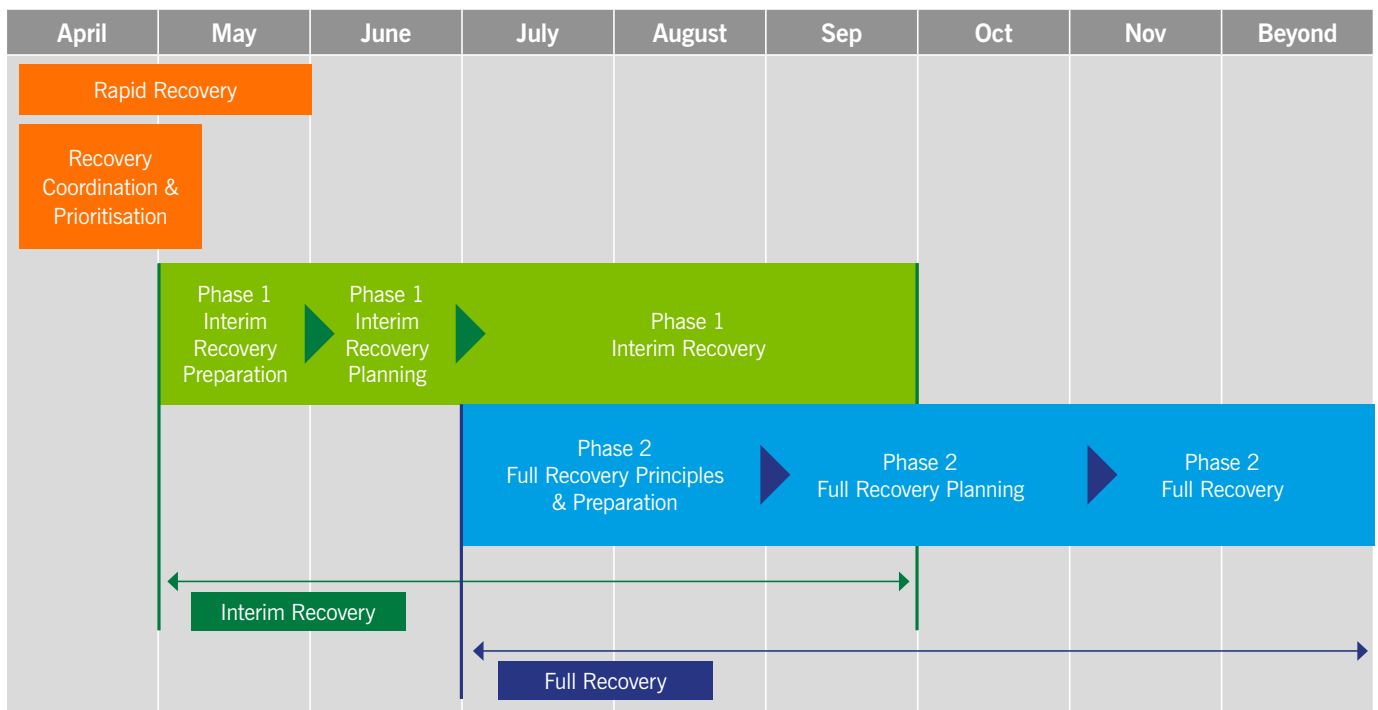 April May June July August Sep Oct Nov Beyond
Rapid Recovery
Recovery
Coordination &
Prioritisation
Phase 1
Interim
Recovery
Preparation
Phase 1
Interim
Recovery
Planning
Phase 1
Interim Recovery
Phase 2
Full Recovery Principles
& Preparation
Phase 2
Full Recovery Planning
Phase 2
Full Recovery
Interim Recovery
Full Recovery